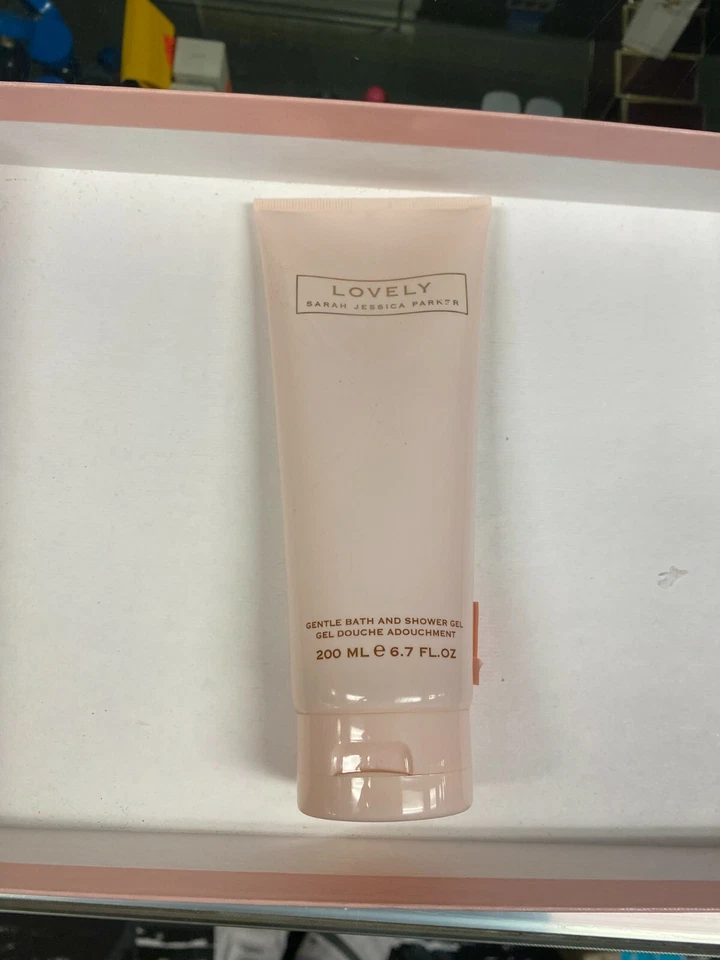 LOVELY
SARAH JESSICA PARKER
GENTLE BATH AND SHOWER GEL
GEL DOUCHE ADOUCHMENT
200 ML e 6.7 FL.OZ